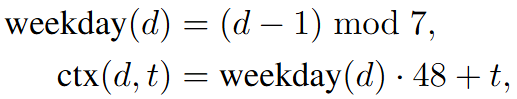 weekday(d) = (d − 1) mod 7,
ctx(d, t) = weekday(d) · 48 + t,